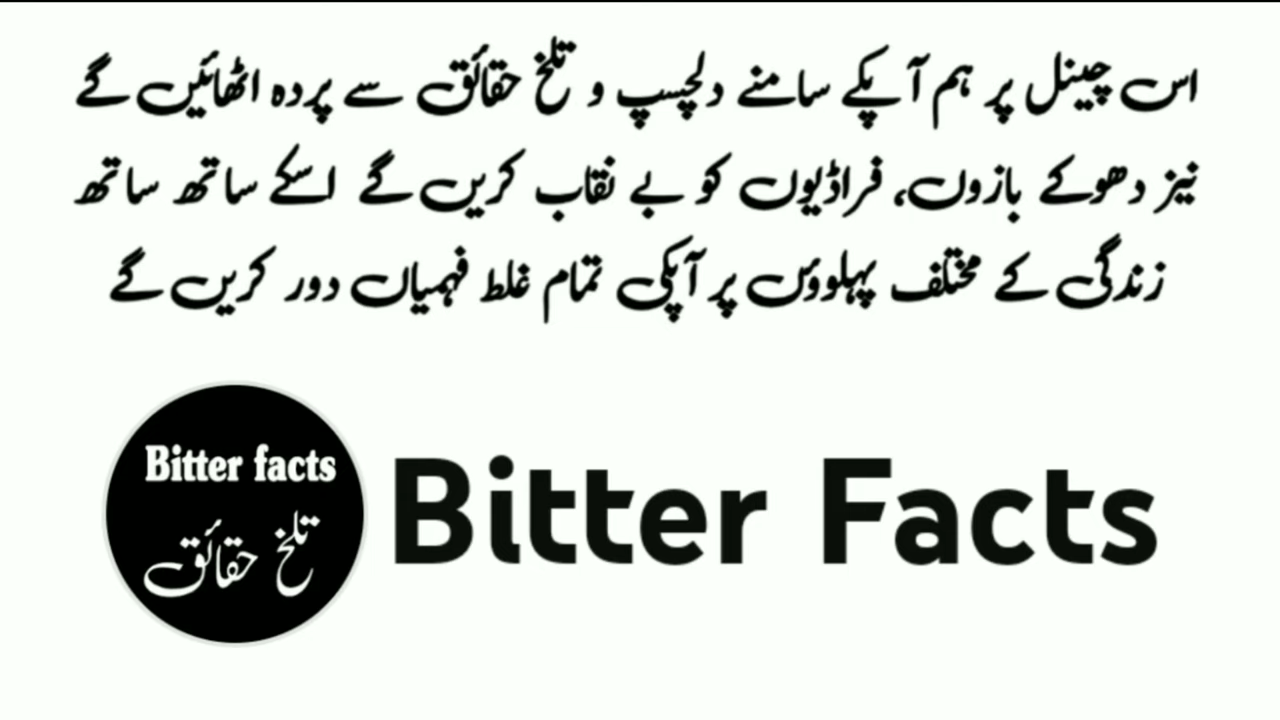 اس چینل پر ہم آپکے سامنے دلچسپ و تلخ حقائق سے پردہ اٹھائیں گے
نیز دھوکے بازوں، فراڈیوں کو بے نقاب کریں گے اسکے ساتھ ساتھ
زندگی کے مختلف پہلووں پر آپکی تمام غلط فہمیاں دور کریں گے
Bitter facts
تلخ حقائق
Bitter Facts